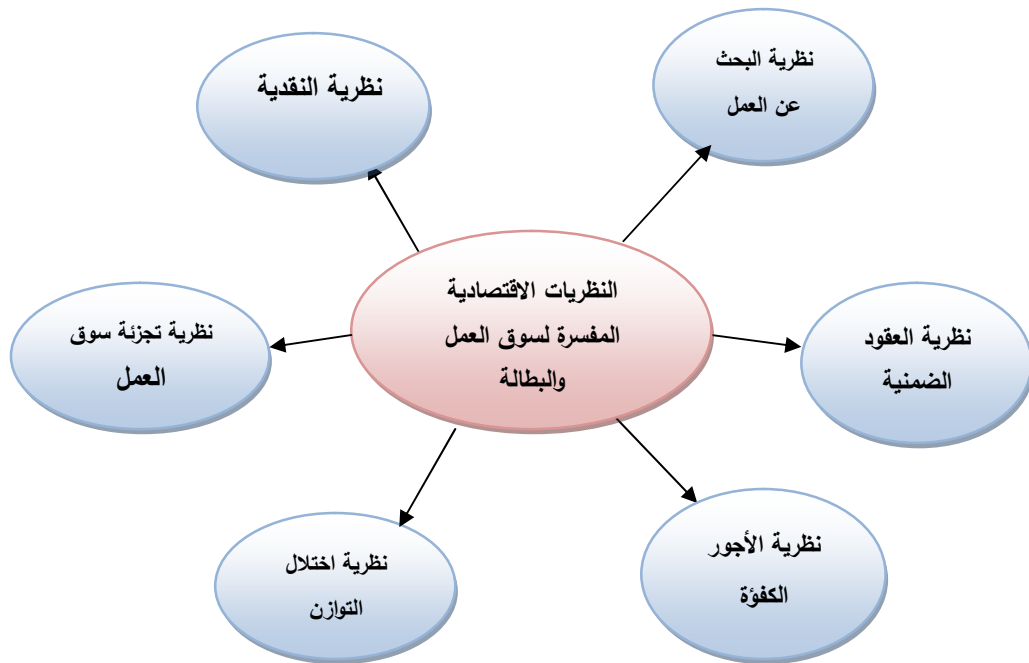 نظرية البحث
عن العمل
نظرية النقدية
النظريات الاقتصادية
المفسرة لسوق العمل
والبطالة
نظرية العقود
الضمنية
نظرية تجزئة سوق
العمل
نظرية الأجور
الكفؤة
نظرية اختلال
التوازن